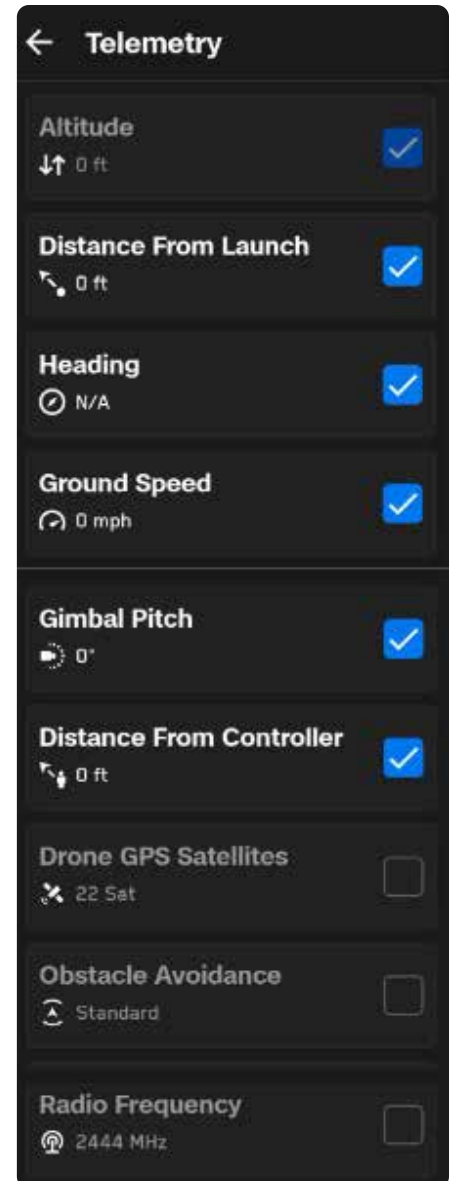 Telemetry
Altitude
0 ft
Distance From Launch
0 ft
Heading
N/A
Ground Speed
0 mph
Gimbal Pitch
0°
Distance From Controller
0 ft
Drone GPS Satellites
22 Sat
Obstacle Avoidance
Standard
Radio Frequency
2444 MHz